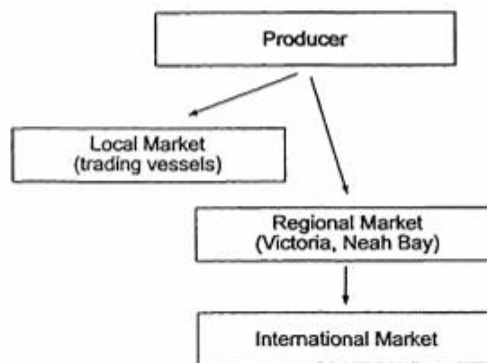 Producer
Local Market
(trading vessels)
Regional Market
(Victoria, Neah Bay)
International Market